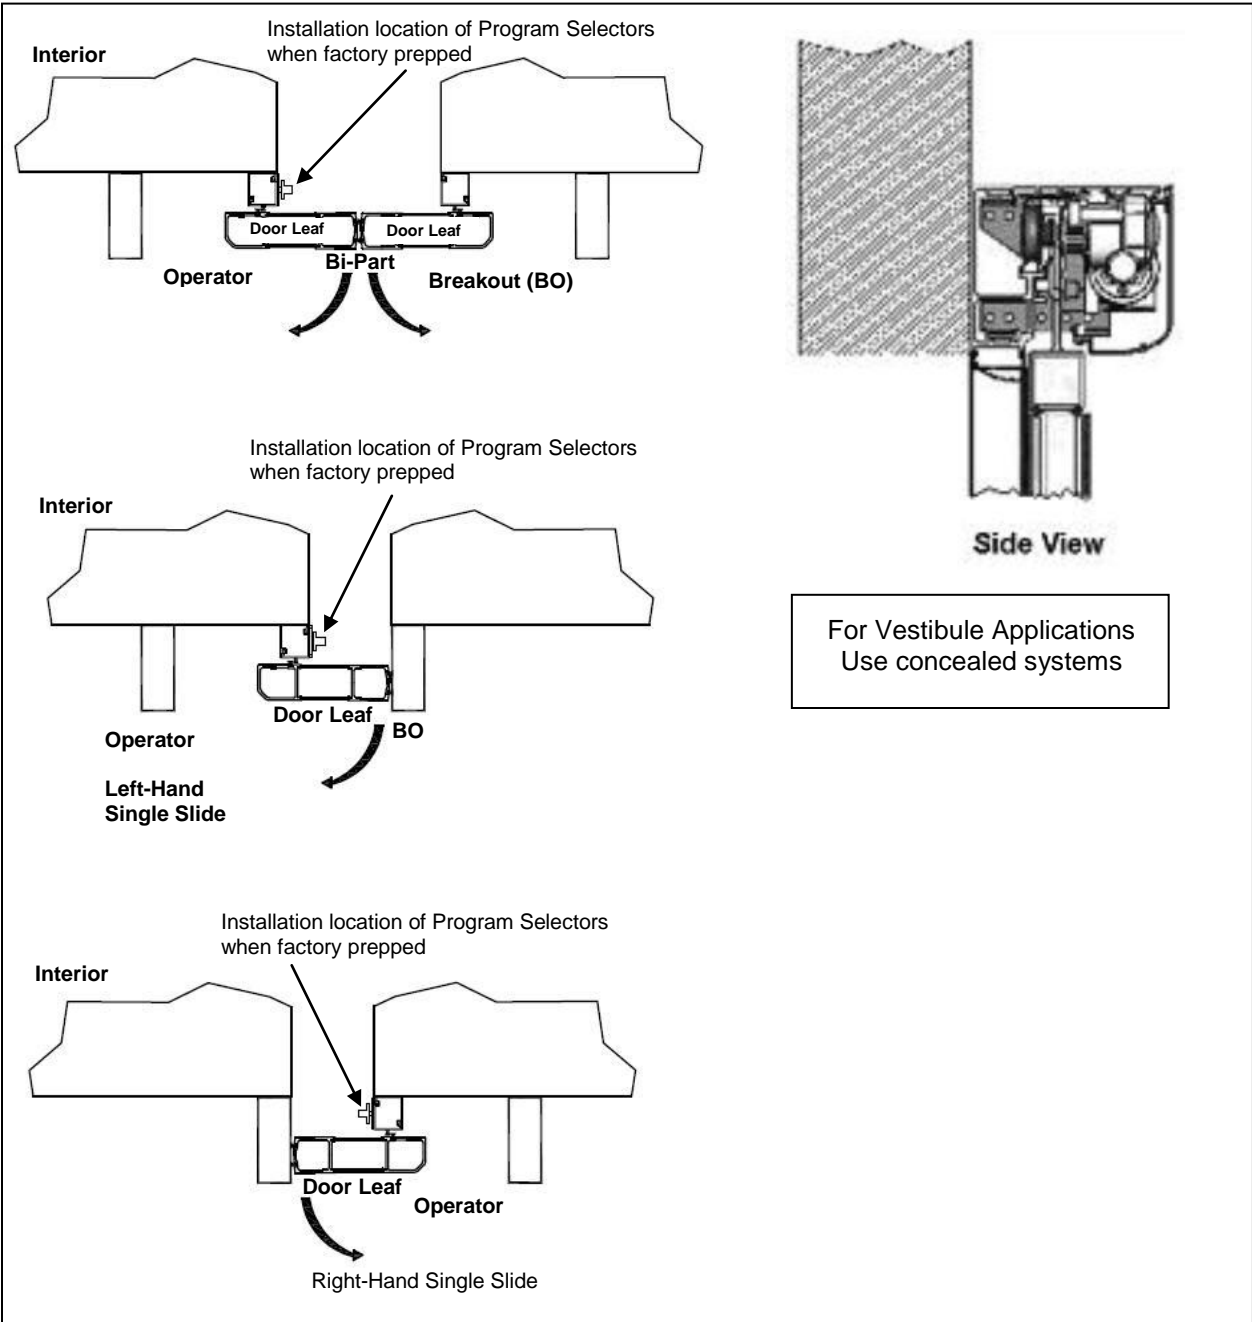 Installation location of Program Selectors
when factory prepped
Interior
Door Leaf
Door Leaf
Bi-Part
Operator
Breakout (BO)
Installation location of Program Selectors
when factory prepped
Interior
Door Leaf
BO
Operator
Left-Hand
Single Slide
Installation location of Program Selectors
when factory prepped
Interior
Door Leaf
Operator
Right-Hand Single Slide
Side View
For Vestibule Applications
Use concealed systems